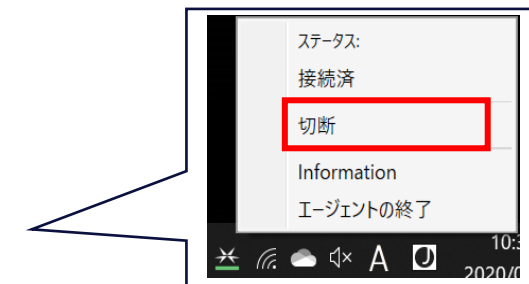 ステータス:
接続済
切断
Information
エージェントの終了
A
10:3
2020/0